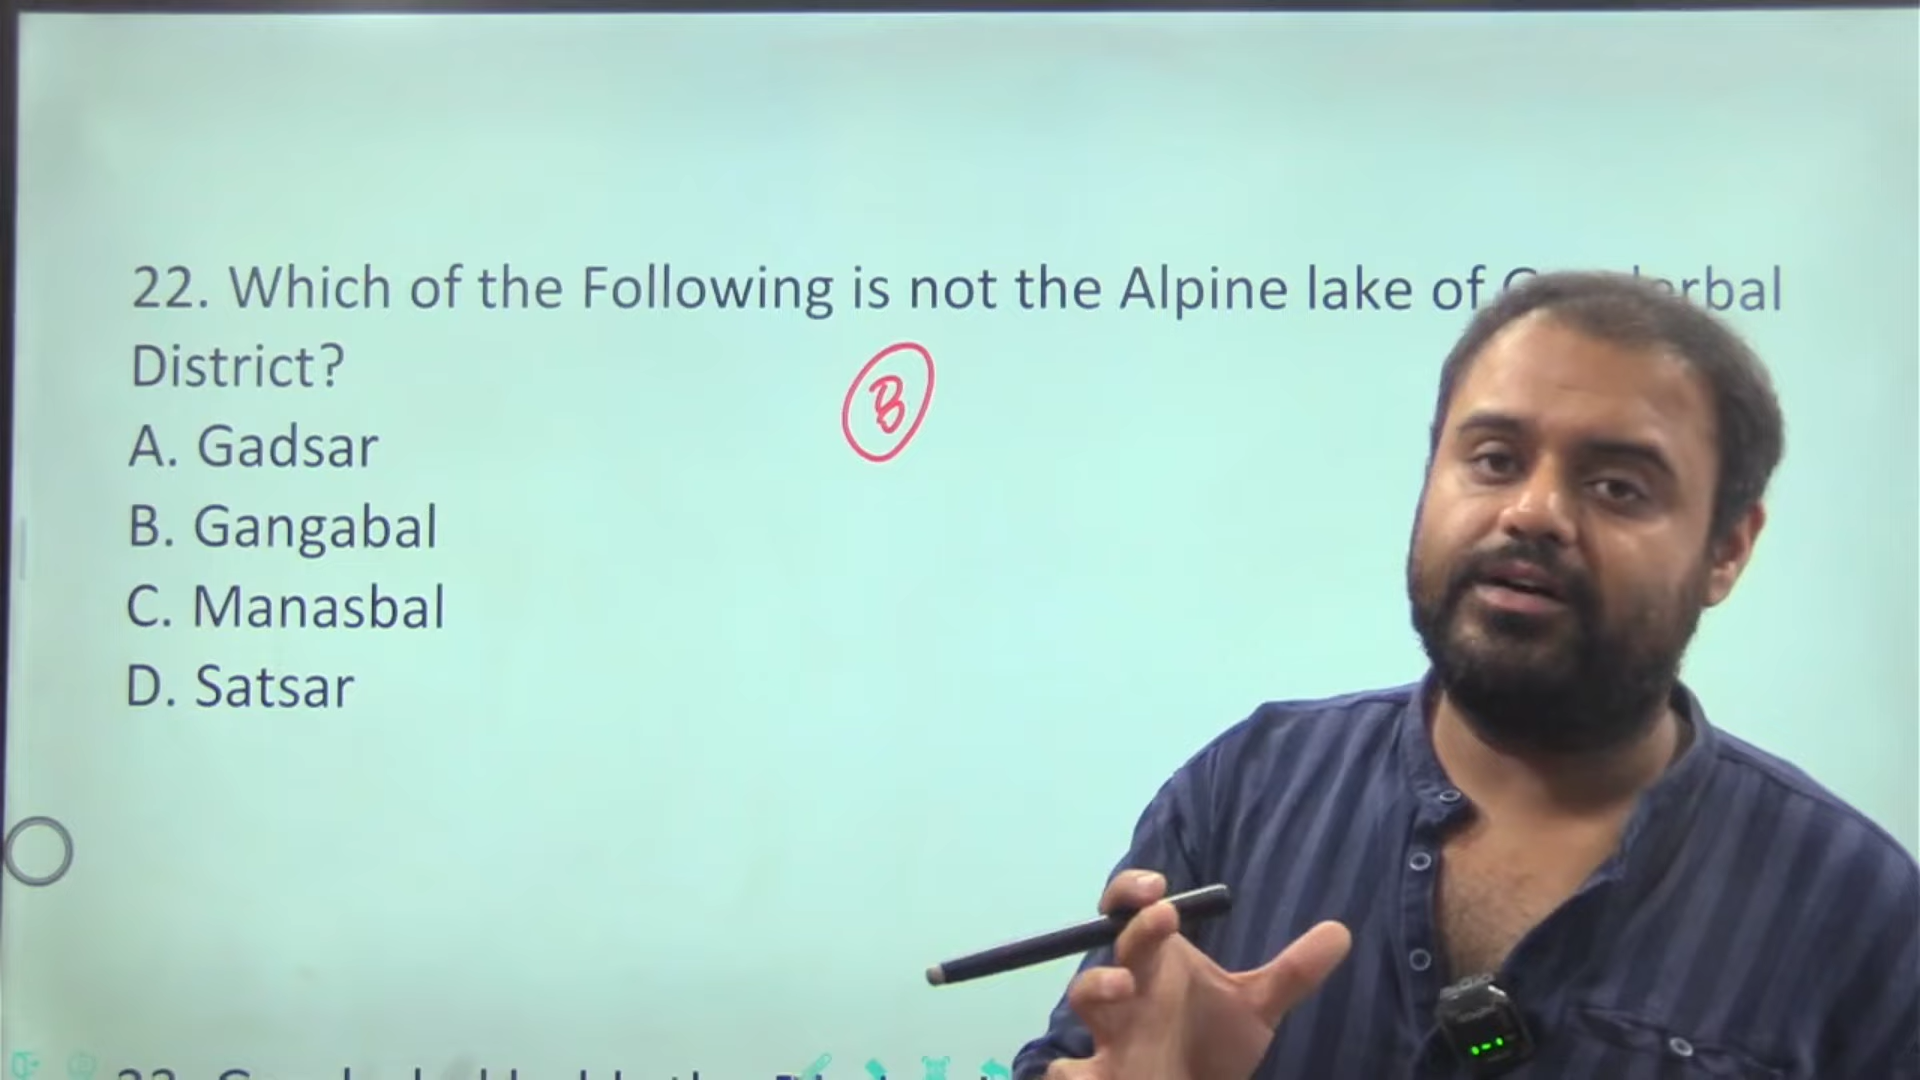 22. Which of the Following is not the Alpine lake of
District?
B
A. Gadsar
B. Gangabal
C. Manasbal
D. Satsar